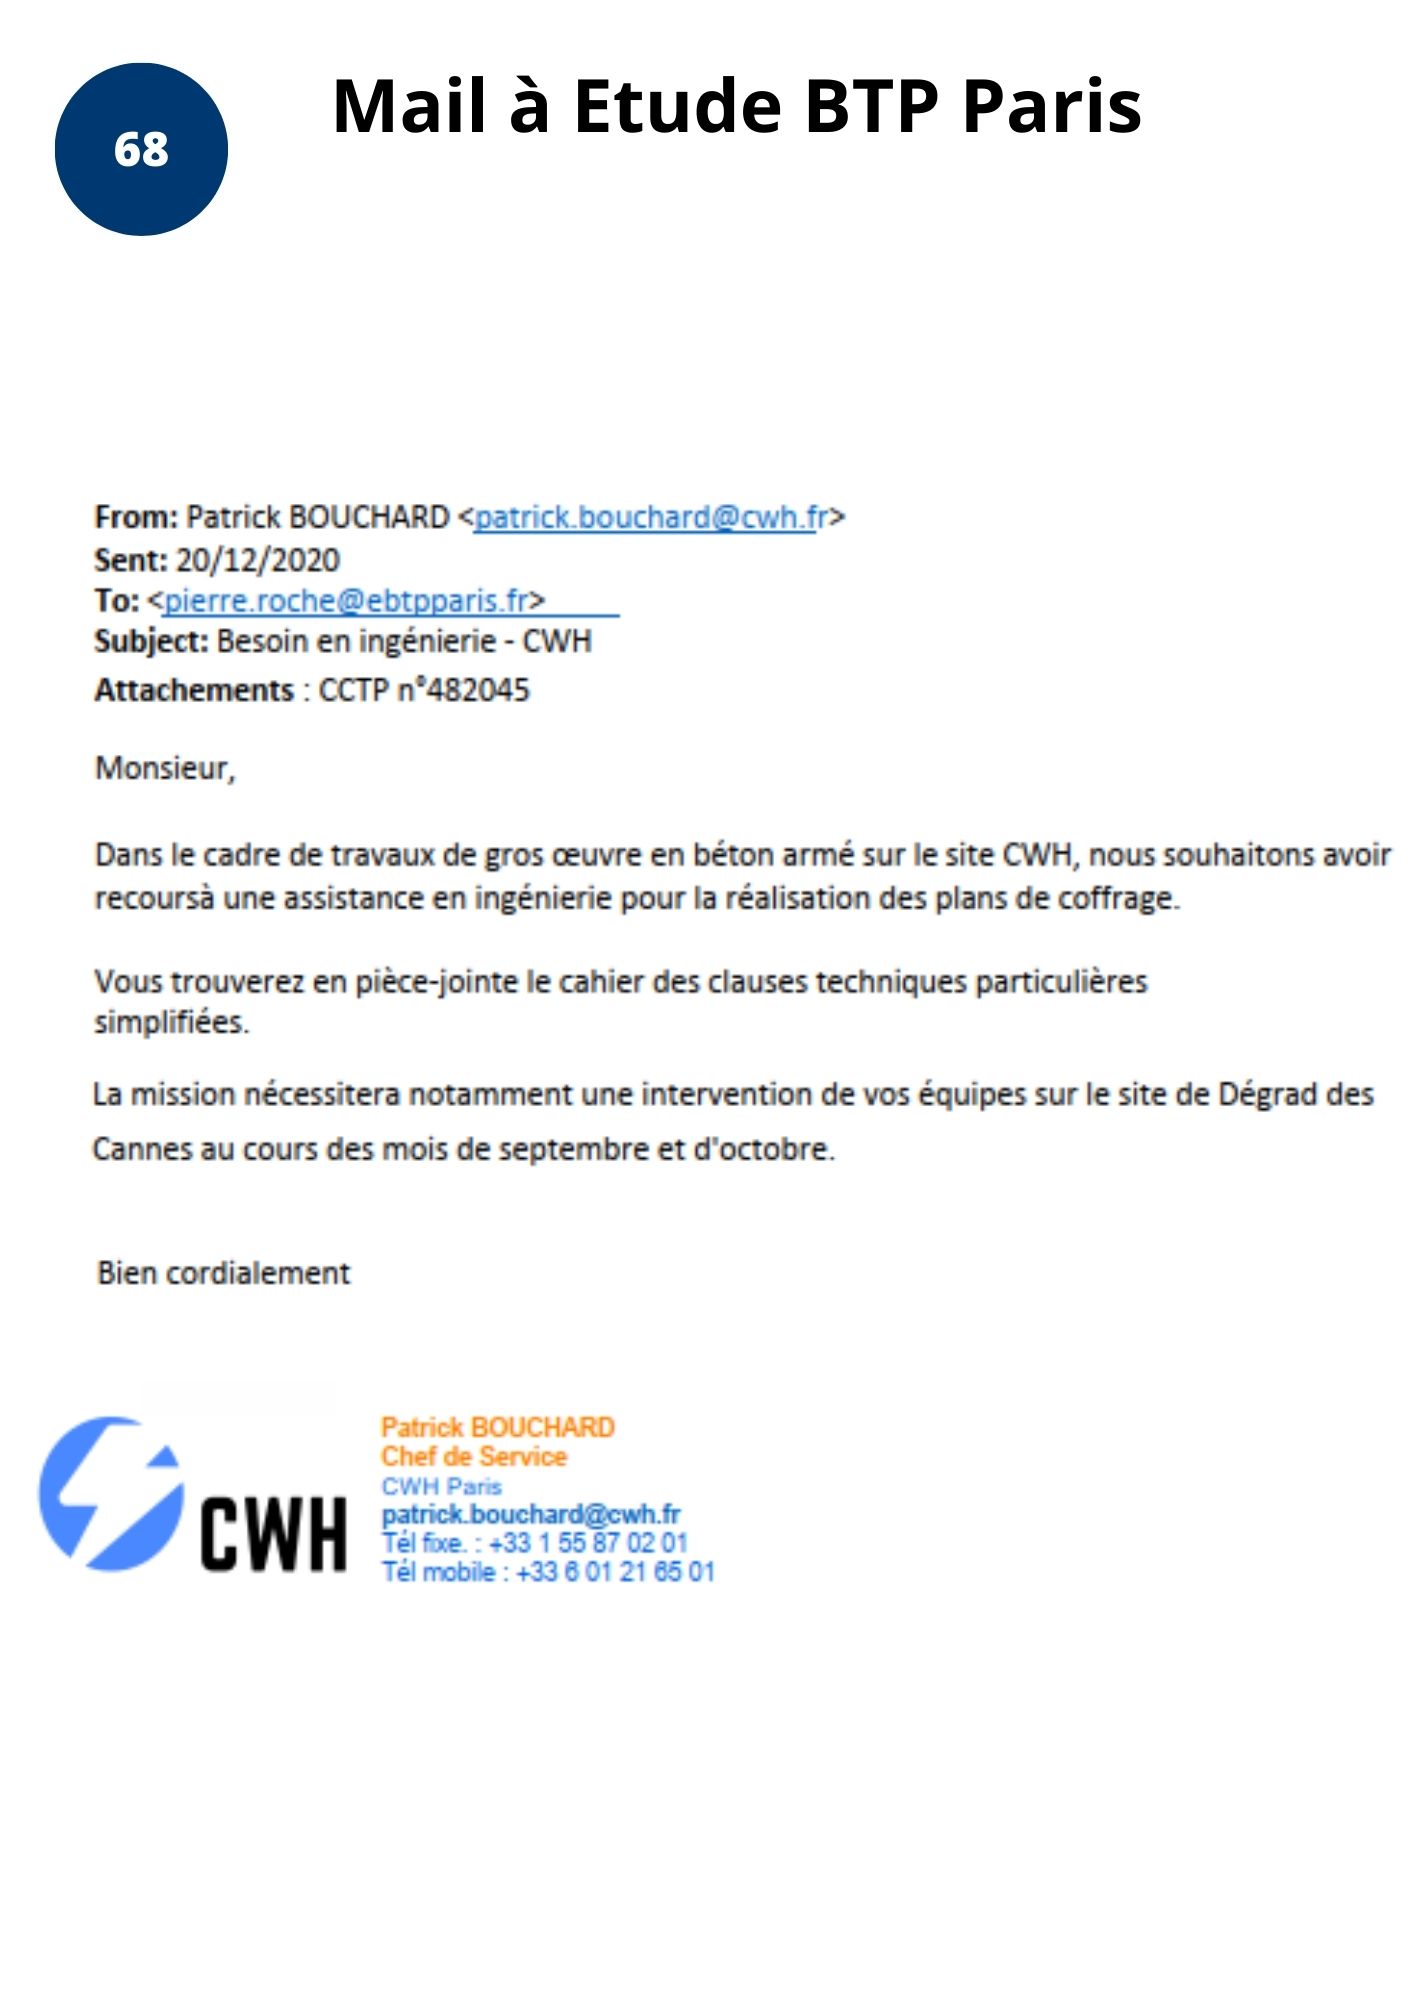 68
Mail à Etude BTP Paris
From: Patrick BOUCHARD <patrick.bouchard@cwh.fr>
Sent: 20/12/2020
To: <pierre.roche@ebtpparis.fr>
Subject: Besoin en ingénierie - CWH
Attachements : CCTP n°482045
Monsieur,
Dans le cadre de travaux de gros œuvre en béton armé sur le site CWH, nous souhaitons avoir
recoursà une assistance en ingénierie pour la réalisation des plans de coffrage.
Vous trouverez en pièce-jointe le cahier des clauses techniques particulières
simplifiées.
La mission nécessitera notamment une intervention de vos équipes sur le site de Dégrad des
Cannes au cours des mois de septembre et d'octobre.
Bien cordialement
CWH
Patrick BOUCHARD
Chef de Service
CWH Paris
patrick.bouchard@cwh.fr
Tél fixe. : +33 1 55 87 02 01
Tél mobile : +33 6 01 21 65 01